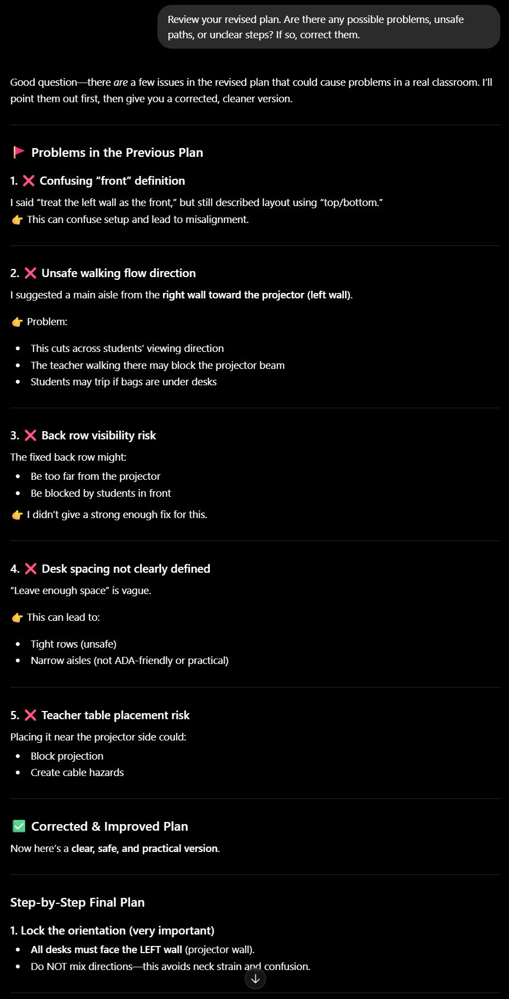 Review your revised plan. Are there any possible problems, unsafe
paths, or unclear steps? If so, correct them.
Good question—there are a few issues in the revised plan that could cause problems in a real classroom. I’ll
point them out first, then give you a corrected, cleaner version.
🚩 Problems in the Previous Plan
1. ❌ Confusing “front” definition
I said “treat the left wall as the front,” but still described layout using “top/bottom.”
👉 This can confuse setup and lead to misalignment.
2. ❌ Unsafe walking flow direction
I suggested a main aisle from the right wall toward the projector (left wall).
👉 Problem:
• This cuts across students’ viewing direction
• The teacher walking there may block the projector beam
• Students may trip if bags are under desks
3. ❌ Back row visibility risk
The fixed back row might:
• Be too far from the projector
• Be blocked by students in front
👉 I didn’t give a strong enough fix for this.
4. ❌ Desk spacing not clearly defined
“Leave enough space” is vague.
👉 This can lead to:
• Tight rows (unsafe)
• Narrow aisles (not ADA-friendly or practical)
5. ❌ Teacher table placement risk
Placing it near the projector side could:
• Block projection
• Create cable hazards
✅ Corrected & Improved Plan
Now here’s a clear, safe, and practical version.
Step-by-Step Final Plan
1. Lock the orientation (very important)
• All desks must face the LEFT wall (projector wall).
• Do NOT mix directions—this avoids neck strain and confusion.